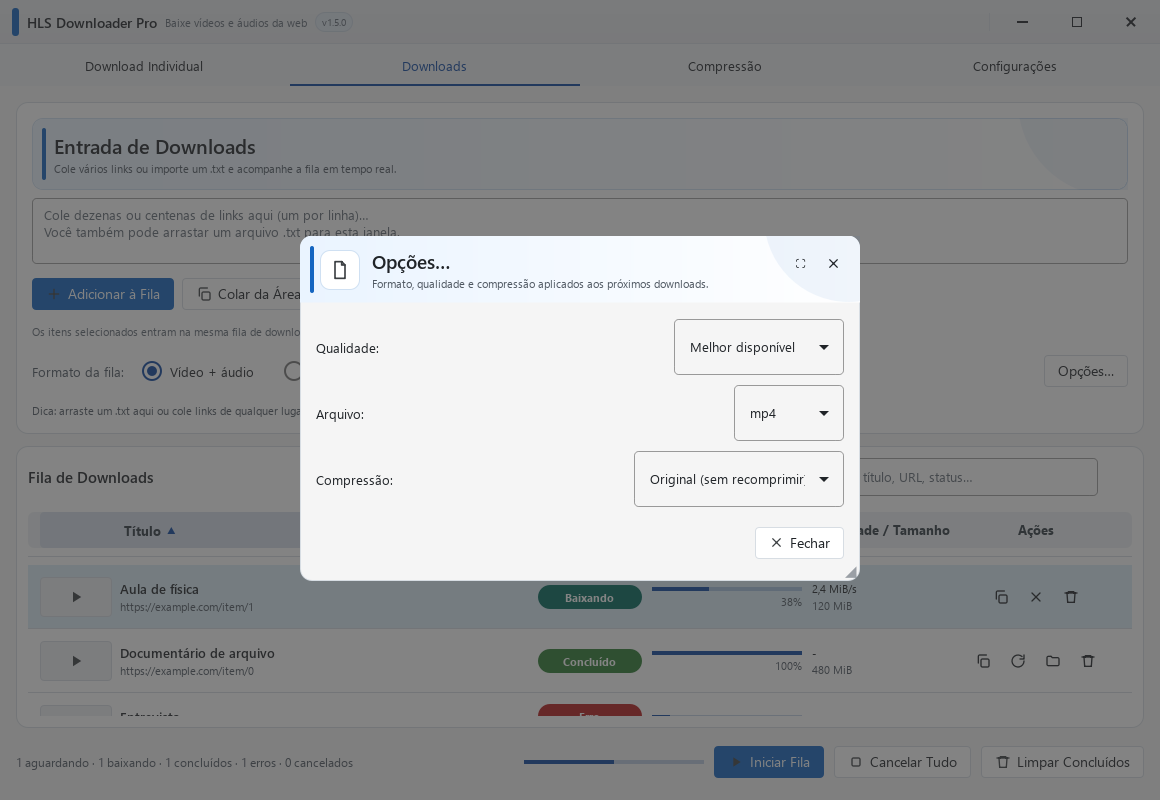 HLS Downloader Pro Baixe vídeos e áudios da web v1.5.0
Download Individual Downloads Compressão Configurações
Entrada de Downloads
Cole vários links ou importe um .txt e acompanhe a fila em tempo real.
Cole dezenas ou centenas de links aqui (um por linha)...
Você também pode arrastar um arquivo .txt para esta janela.
Adicionar à Fila Colar da Área
Os itens selecionados entram na mesma fila de
Formato da fila: Vídeo + áudio Opções...
Dica: arraste um .txt aqui ou cole links de qualquer
Opções...
Formato, qualidade e compressão aplicados aos próximos downloads.
Qualidade: Melhor disponível
Arquivo: mp4
Compressão: Original (sem recomprimir
Fechar
Fila de Downloads título, URL, status...
Título / Tamanho Ações
Aula de física
https://example.com/item/1
Baixando 38% 2,4 MiB/s
120 MiB
Documentário de arquivo
https://example.com/item/0
Concluído 100% -
480 MiB
1 aguardando · 1 baixando · 1 concluídos · 1 erros · 0 cancelados Iniciar Fila Cancelar Tudo Limpar Concluídos